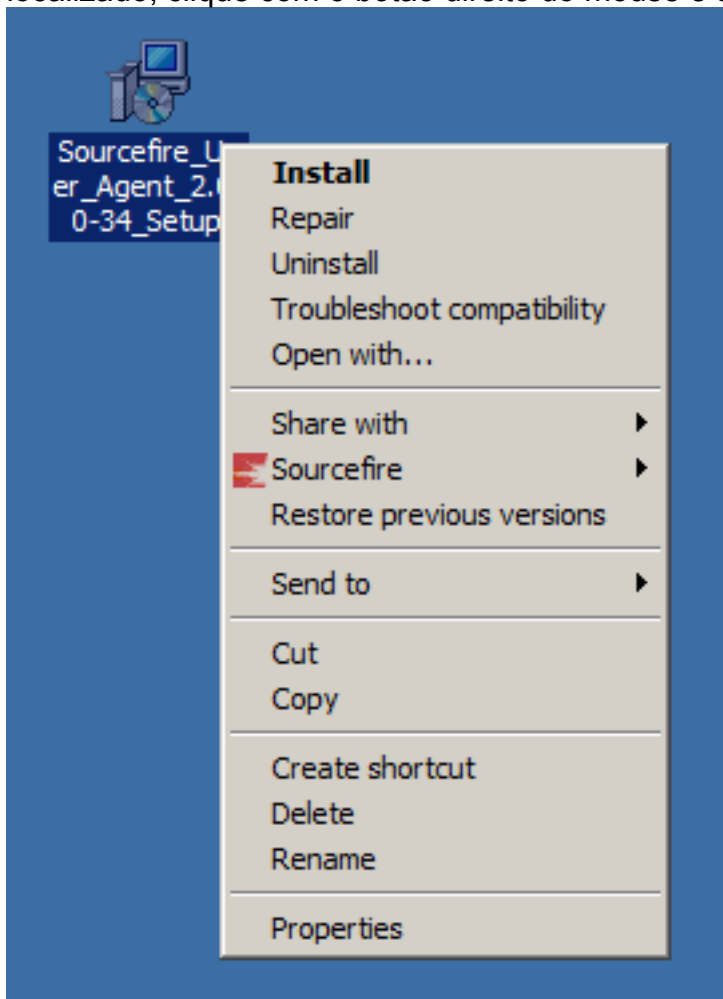 Sourcefire_U
er_Agent_2.
0-34_Setup
Install
Repair
Uninstall
Troubleshoot compatibility
Open with...
Share with
Sourcefire
Restore previous versions
Send to
Cut
Copy
Create shortcut
Delete
Rename
Properties